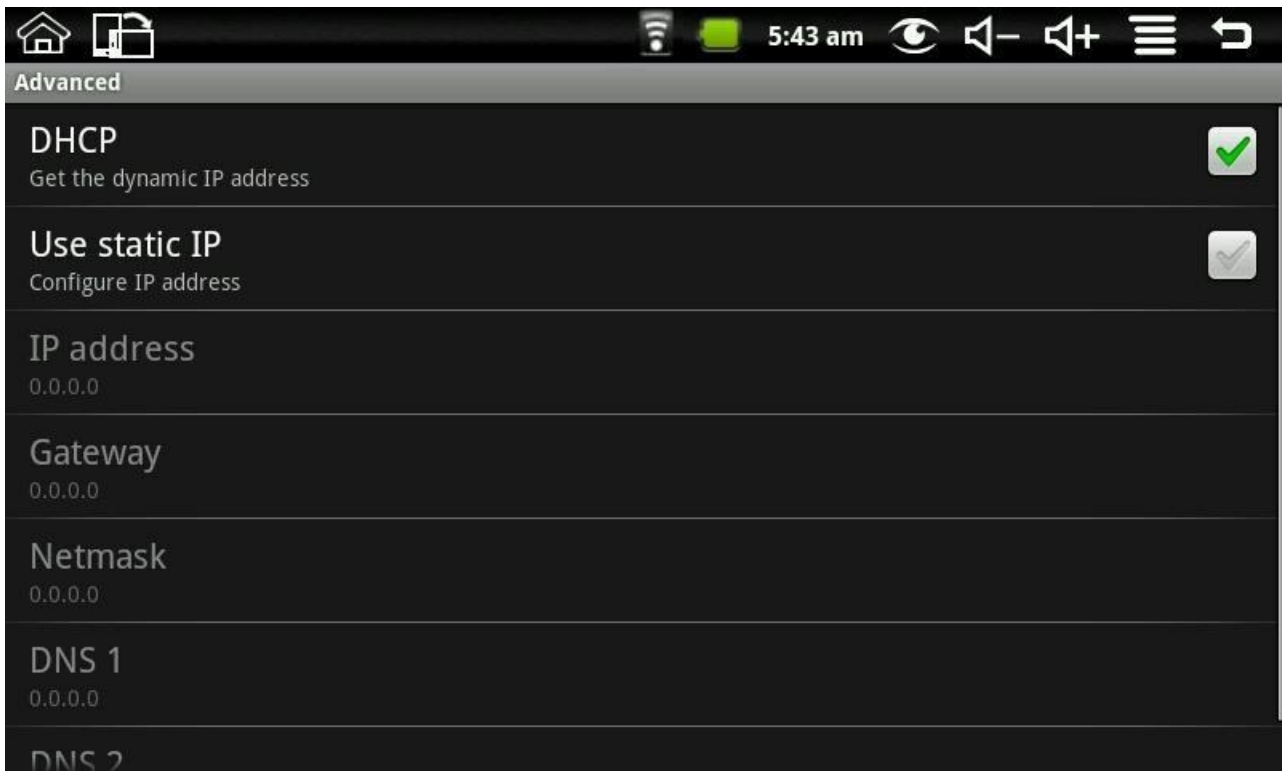 5:43 am
Advanced
DHCP
Get the dynamic IP address
Use static IP
Configure IP address
IP address
0.0.0.0
Gateway
0.0.0.0
Netmask
0.0.0.0
DNS 1
0.0.0.0
DNS 2